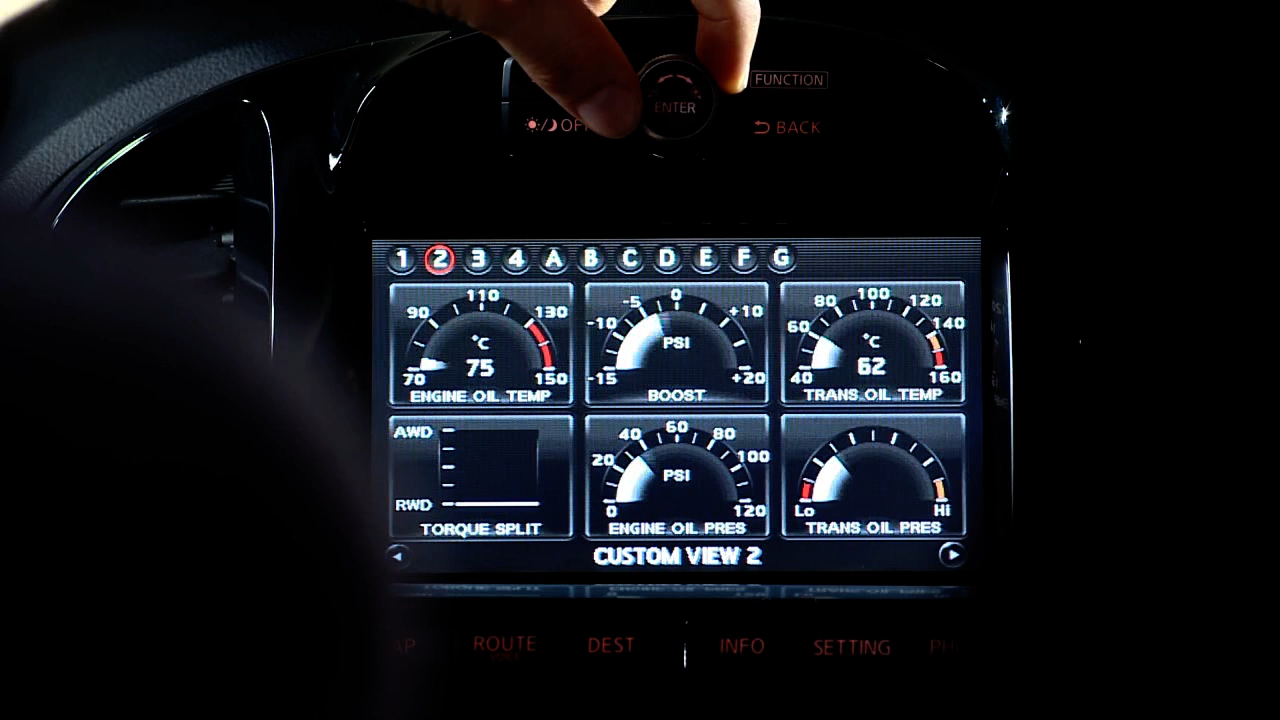 FUNCTION
ENTER
OFF
BACK
1 2 3 4 A B C D E F G
90 110 130
°C
75
70 150
ENGINE OIL TEMP
-15 -10 -5 0 +10 +20
PSI
BOOST
40 60 80 100 120 140 160
°C
62
TRANS OIL TEMP
AWD
RWD
TORQUE SPLIT
0 20 40 60 80 100 120
PSI
ENGINE OIL PRES
Lo Hi
TRANS OIL PRES
CUSTOM VIEW 2
ROUTE DEST INFO SETTING